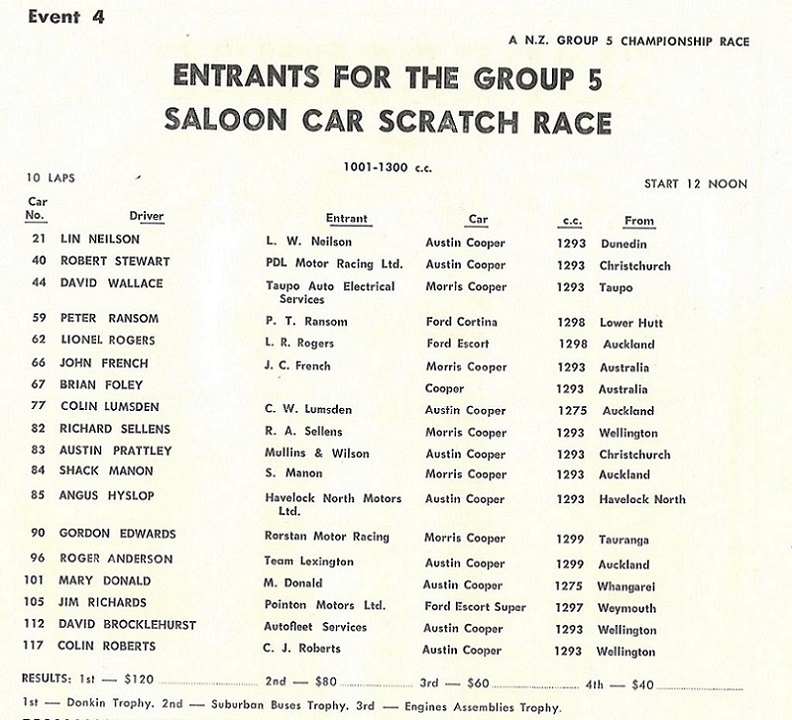 Event 4
A N.Z. GROUP 5 CHAMPIONSHIP RACE
ENTRANTS FOR THE GROUP 5
SALOON CAR SCRATCH RACE
1001-1300 c.c.
10 LAPS START 12 NOON
Car No. Driver Entrant Car c.c. From
21 LIN NEILSON L. W. Neilson Austin Cooper 1293 Dunedin
40 ROBERT STEWART PDL Motor Racing Ltd. Austin Cooper 1293 Christchurch
44 DAVID WALLACE Taupo Auto Electrical Morris Cooper 1293 Taupo
Services
59 PETER RANSOM P. T. Ransom Ford Cortina 1298 Lower Hutt
62 LIONEL ROGERS L. R. Rogers Ford Escort 1298 Auckland
66 JOHN FRENCH J. C. French Morris Cooper 1293 Australia
67 BRIAN FOLEY Cooper 1293 Australia
77 COLIN LUMSDEN C. W. Lumsden Austin Cooper 1275 Auckland
82 RICHARD SELLENS R. A. Sellens Morris Cooper 1293 Wellington
83 AUSTIN PRATTLEY Mullins & Wilson Austin Cooper 1293 Christchurch
84 SHACK MANON S. Manon Morris Cooper 1293 Auckland
85 ANGUS HYSLOP Havelock North Motors Austin Cooper 1293 Havelock North
Ltd.
90 GORDON EDWARDS Rorstan Motor Racing Morris Cooper 1299 Tauranga
96 ROGER ANDERSON Team Lexington Austin Cooper 1299 Auckland
101 MARY DONALD M. Donald Austin Cooper 1275 Whangarei
105 JIM RICHARDS Pointon Motors Ltd. Ford Escort Super 1297 Weymouth
112 DAVID BROCKLEHURST Autofleet Services Austin Cooper 1293 Wellington
117 COLIN ROBERTS C. J. Roberts Austin Cooper 1293 Wellington
RESULTS: 1st — $120 2nd — $80 3rd — $60 4th — $40
1st — Donkin Trophy. 2nd — Suburban Buses Trophy. 3rd — Engines Assemblies Trophy.